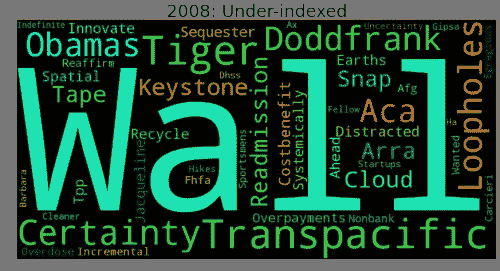 2008: Under-indexed
Indefinite
Innovate
Sequester
Ax
Uncertainty
Gipsa
Obamas
Tiger
Doddfrank
Reaffirm
Earths
Spatial
Dhss
Keystone
Snap
Afg
Tape
Aca
Loopholes
Wall
Readmission
Costbenefit
Systemically
Fellow
Ha
Recycle
Distracted
Jacqueline
Sportsmens
Ahead
Arra
Wanted
Hikes
Startups
Barbara
Tpp
Fhfa
Cloud
Carcieri
Cleaner
Overpayments
Nonbank
Certainty
Transpacific
Overdose
Incremental